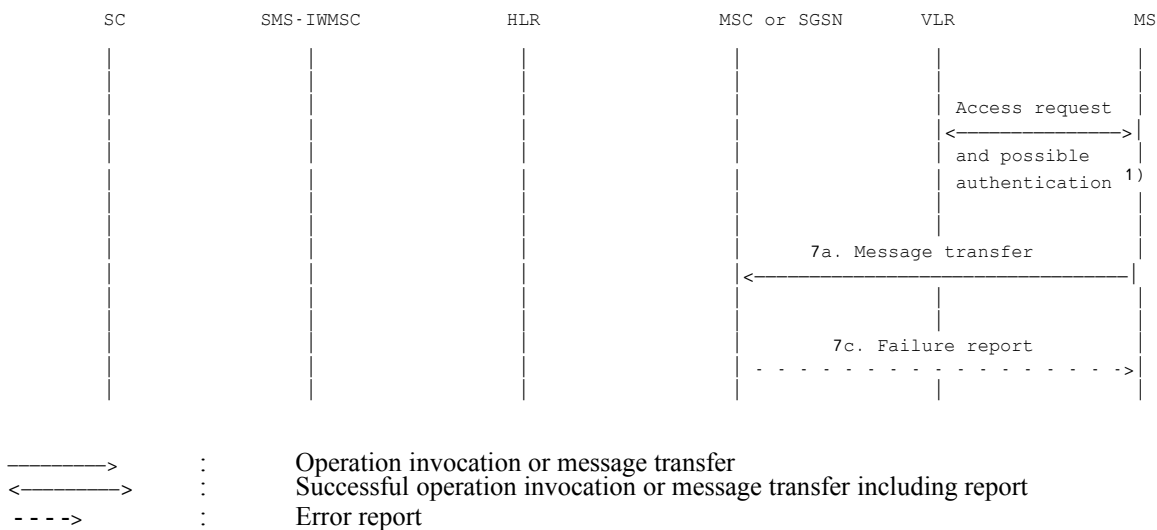 SC SMS-IWMSC HLR MSC or SGSN VLR MS
Access request
and possible
authentication 1)
7a. Message transfer
7c. Failure report
: Operation invocation or message transfer
: Successful operation invocation or message transfer including report
: Error report